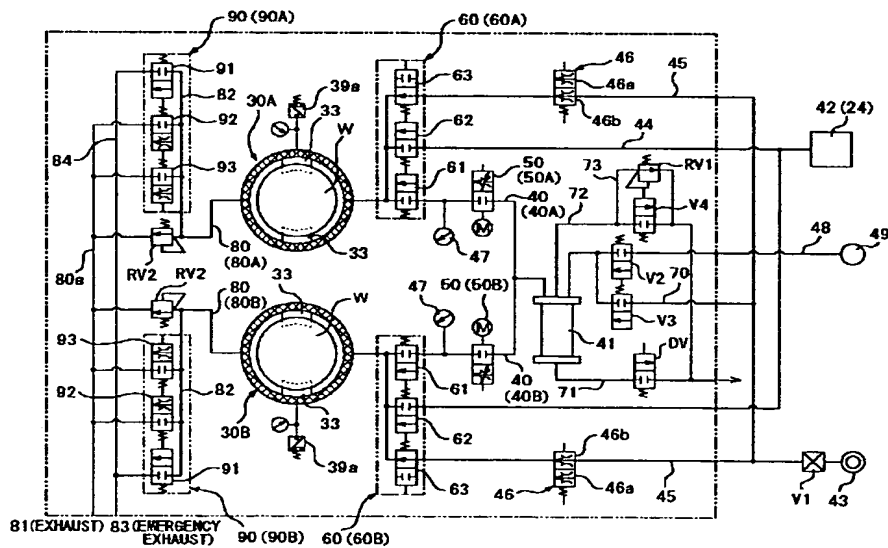 90 (90A)
60 (60A)
91
82
30A
33
39a
W
63
46
46a
46b
45
42 (24)
92
84
93
62
44
61
50
(50A)
73
RV1
72
40
(40A)
V4
80a
RV2
RV2
80
(80A)
33
47
48
49
80
(80B)
33
W
47
50 (50B)
V2
70
V3
41
DV
93
82
92
61
40
(40B)
71
30B
33
62
91
39a
46b
63
46
46a
45
V1
43
81 (EXHAUST)
83 (EMERGENCY
EXHAUST)
90 (90B)
60 (60B)